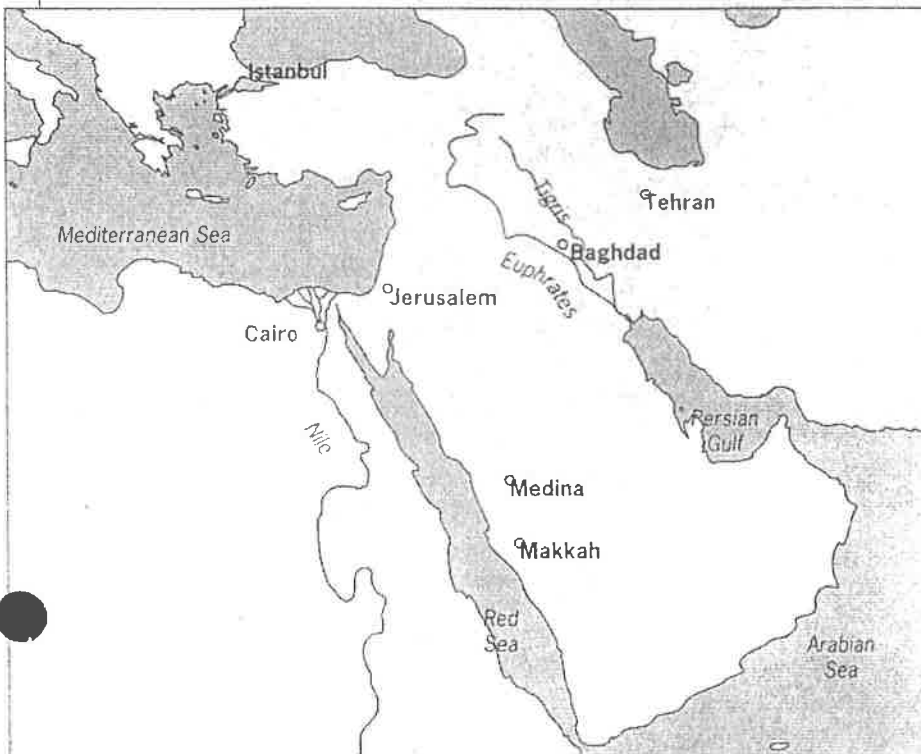 Istanbul
Tigris
Tehran
Mediterranean Sea
Baghdad
Euphrates
Jerusalem
Cairo
Nile
Persian
Gulf
Medina
Makkah
Red
Sea
Arabian
Sea